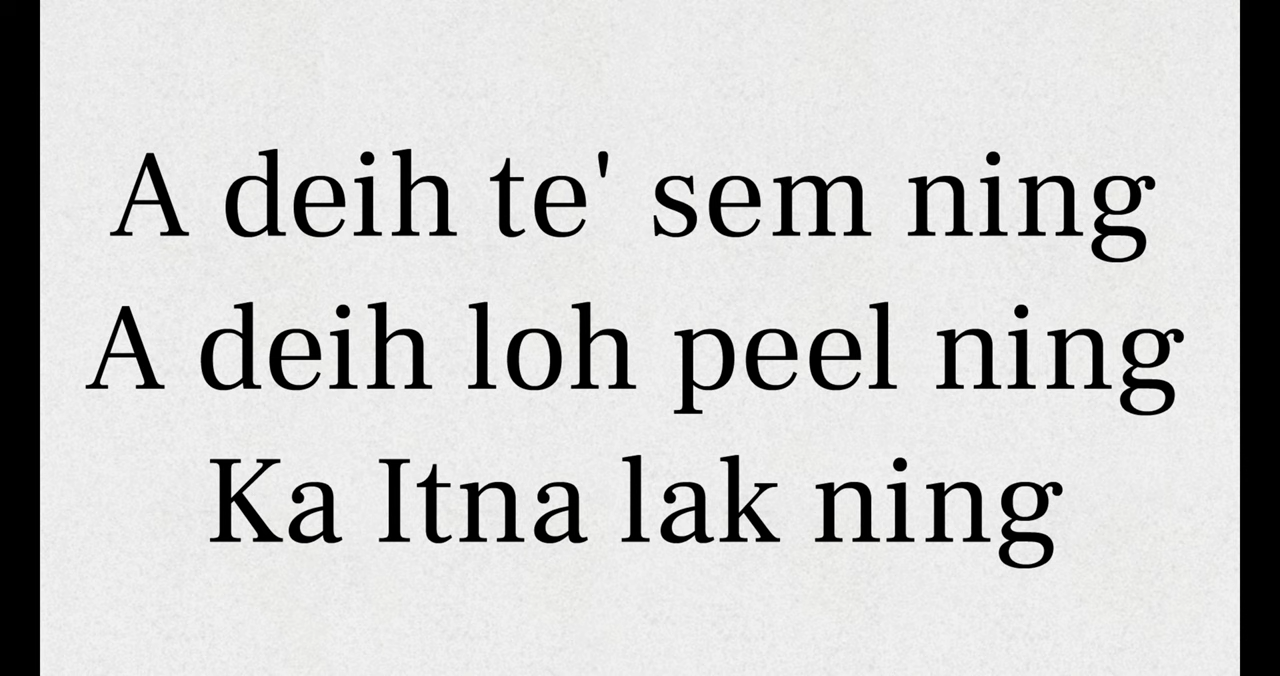 A deih te' sem ning
A deih loh peel ning
Ka Itna lak ning